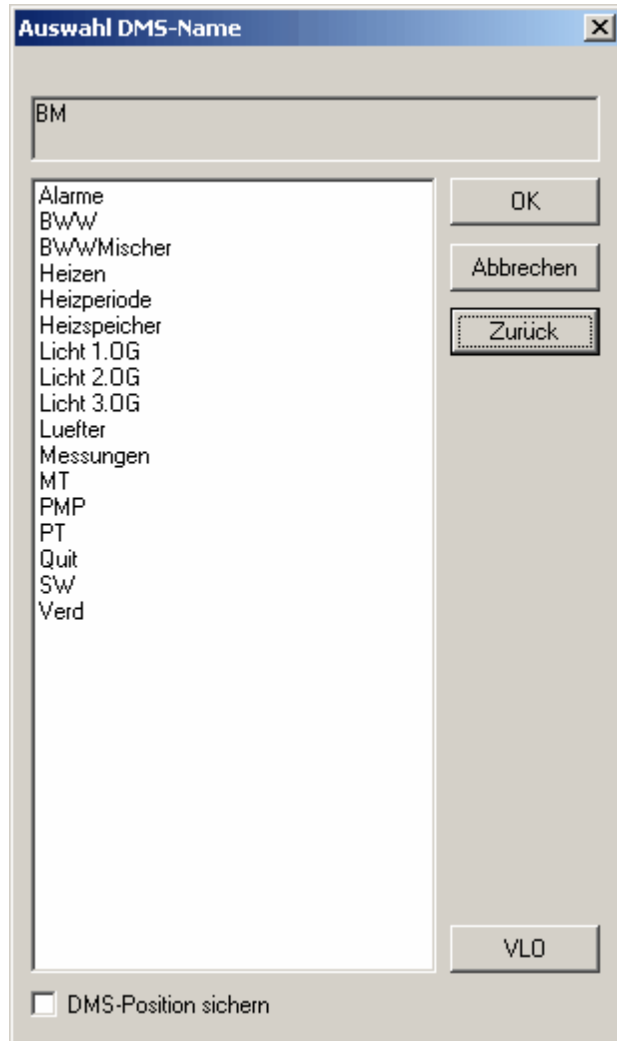 Auswahl DMS-Name
BM
Alarme
BWW
BWWMischer
Heizen
Heizperiode
Heizspeicher
Licht 1.OG
Licht 2.OG
Licht 3.OG
Luefter
Messungen
MT
PMP
PT
Quit
SW
Verd
OK
Abbrechen
Zurück
VLO
DMS-Position sichern